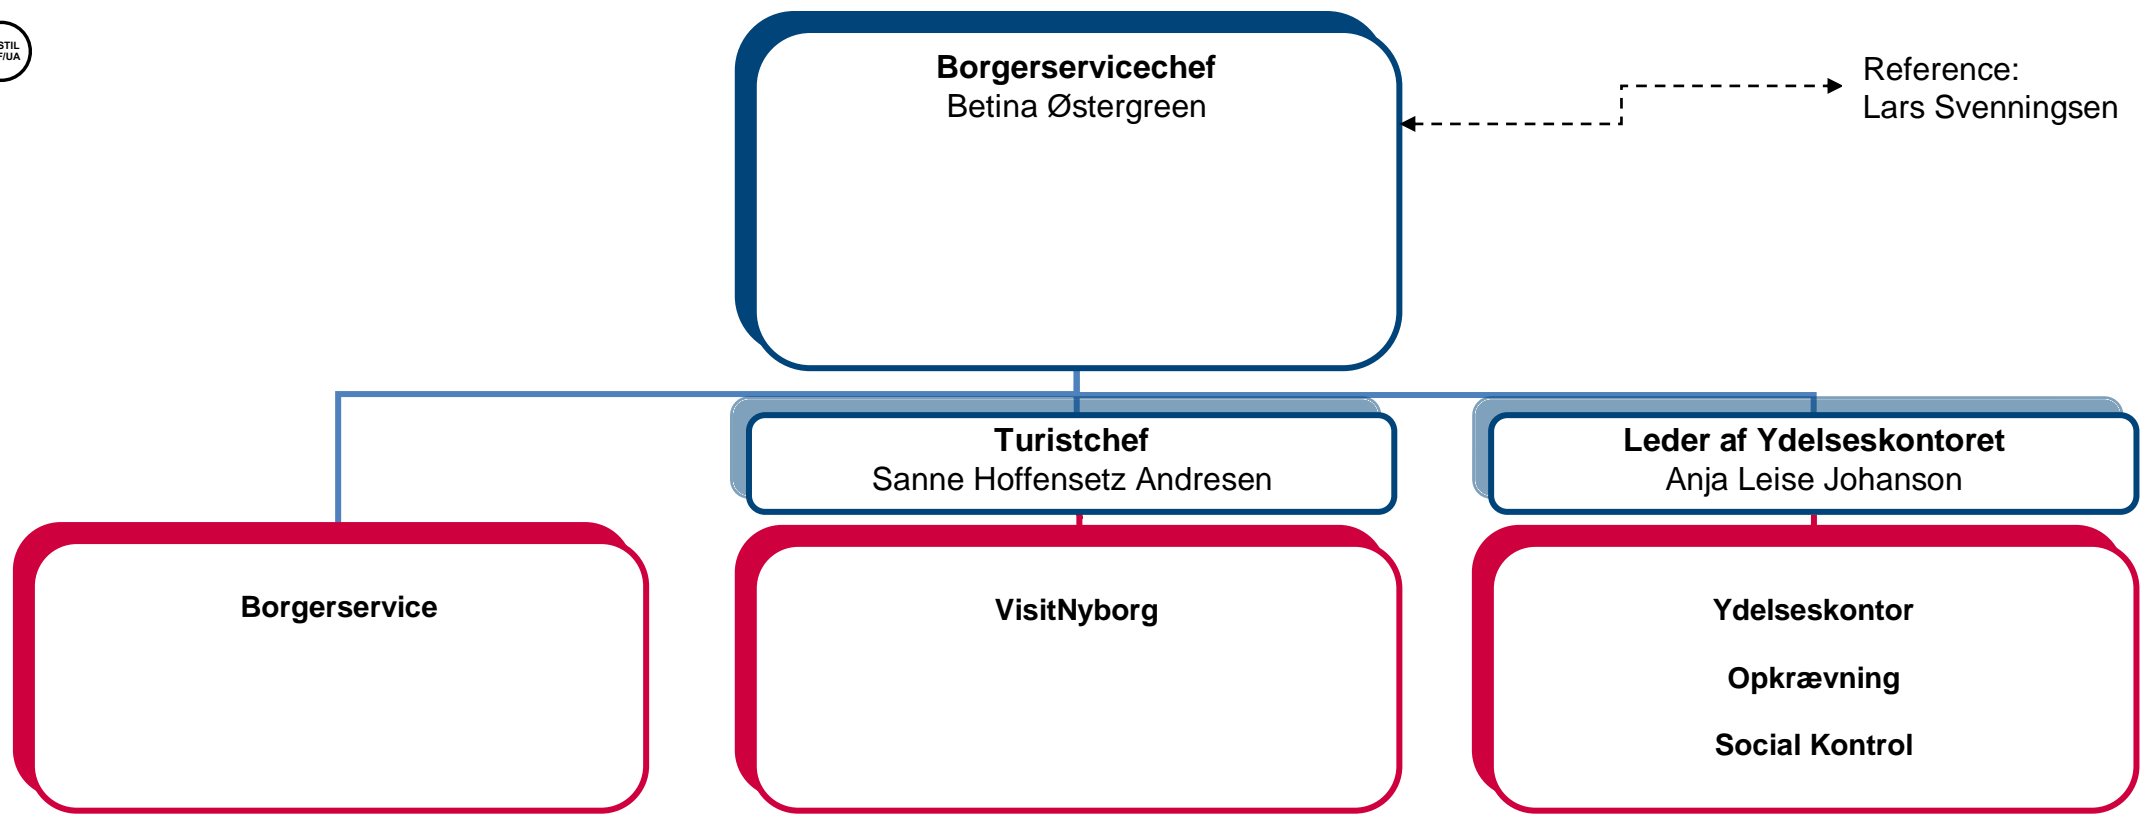 Borgerservicechef
Betina Østergreen
Reference:
Lars Svenningsen
Turistchef
Sanne Hoffensetz Andresen
Leder af Ydelseskontoret
Anja Leise Johanson
Borgerservice
VisitNyborg
Ydelseskontor
Opkrævning
Social Kontrol